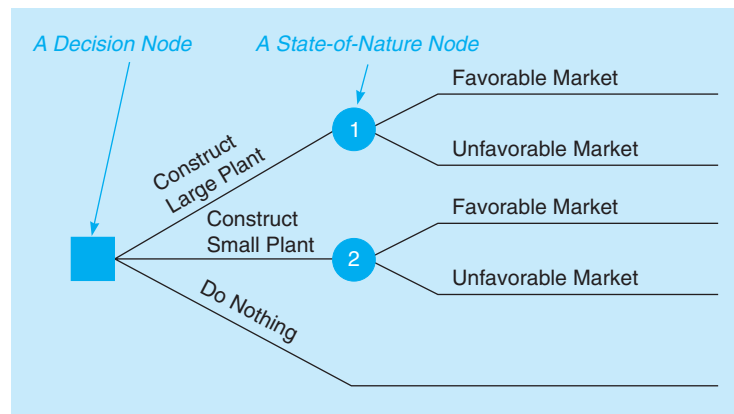 A Decision Node
A State-of-Nature Node
Favorable Market
1
Unfavorable Market
Construct
Large Plant
Favorable Market
Construct
Small Plant
2
Unfavorable Market
Do Nothing